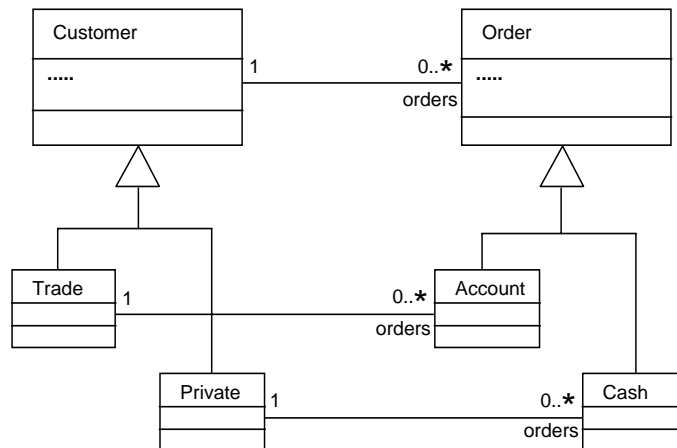 Customer
Order
.....
1
0..*
.....
orders
Trade
1
0..*
Account
orders
Private
1
0..*
Cash
orders